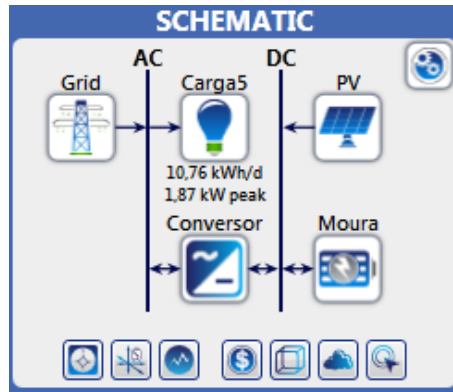 SCHEMATIC
AC DC
Grid Carga5 PV
10,76 kWh/d
1,87 kW peak
Conversor Moura